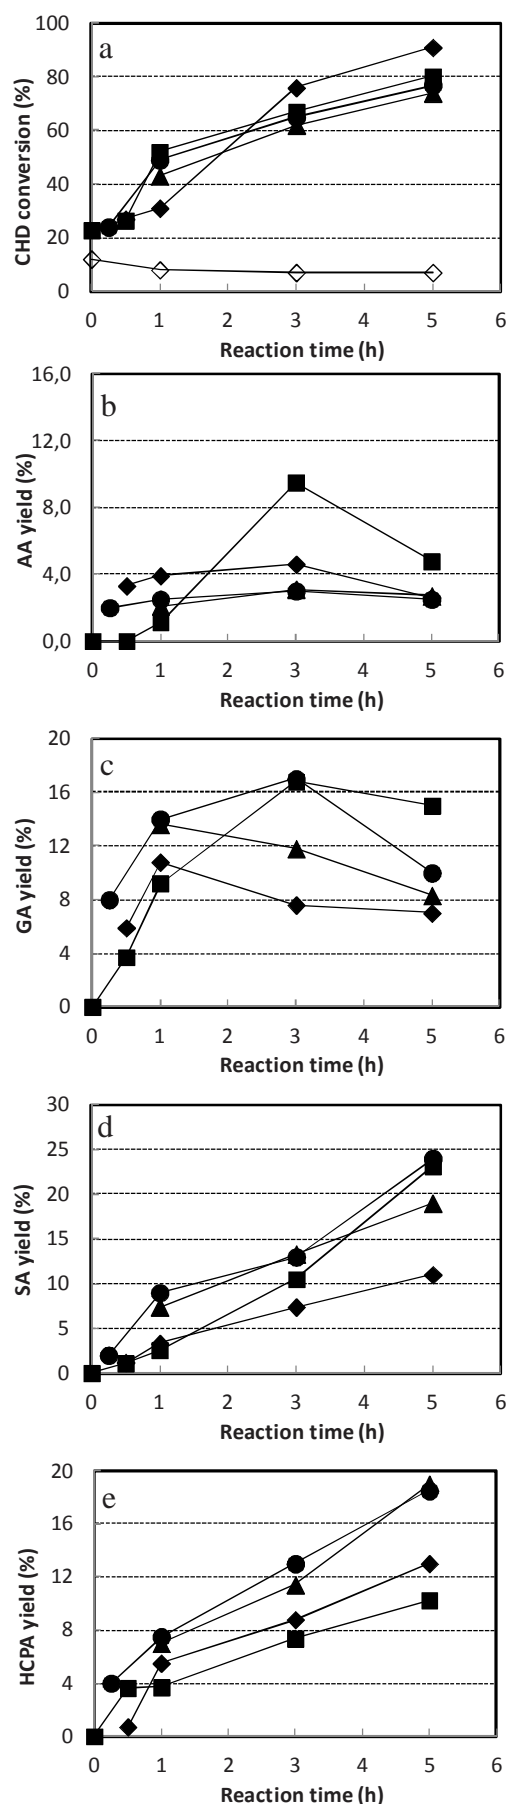 a
100
80
60
40
20
0
CHD conversion (%)
0 1 2 3 4 5 6
Reaction time (h)
b
16,0
12,0
8,0
4,0
0,0
AA yield (%)
0 1 2 3 4 5 6
Reaction time (h)
c
20
16
12
8
4
0
GA yield (%)
0 1 2 3 4 5 6
Reaction time (h)
d
30
25
20
15
10
5
0
SA yield (%)
0 1 2 3 4 5 6
Reaction time (h)
e
20
16
12
8
4
0
HCPA yield (%)
0 1 2 3 4 5 6
Reaction time (h)